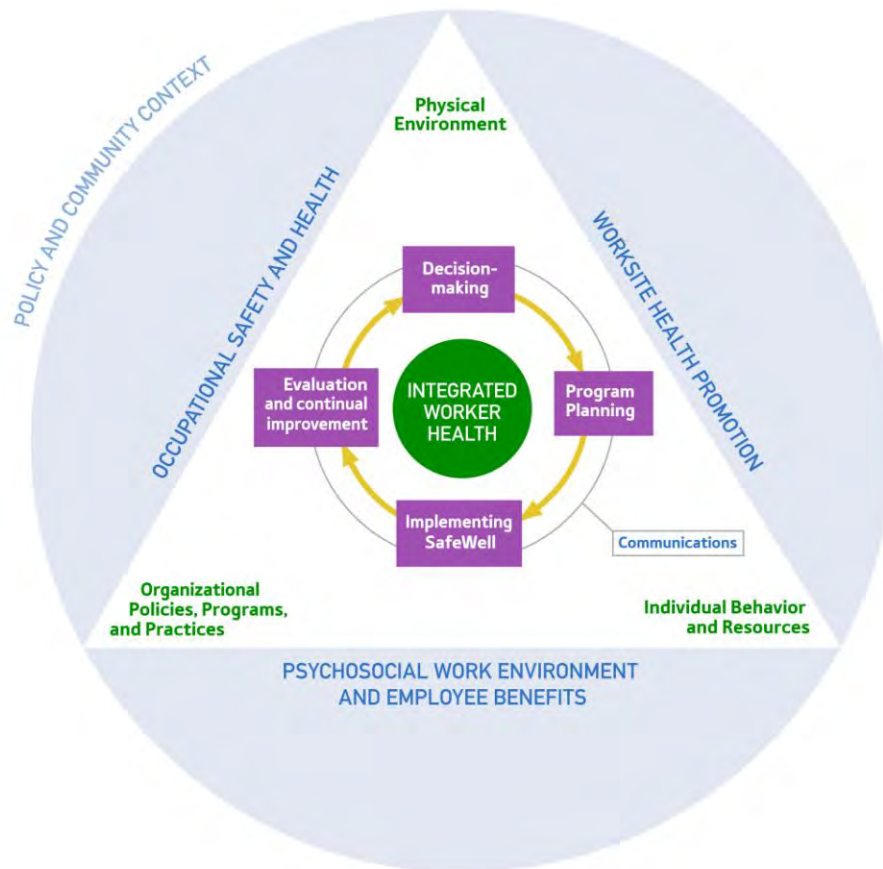 POLICY AND COMMUNITY CONTEXT
Physical
Environment
OCCUPATIONAL SAFETY AND HEALTH
WORKSITE HEALTH PROMOTION
Decision-
making
Evaluation
and continual
improvement
INTEGRATED
WORKER
HEALTH
Program
Planning
Implementing
SafeWell
Communications
Organizational
Policies, Programs,
and Practices
Individual Behavior
and Resources
PSYCHOSOCIAL WORK ENVIRONMENT
AND EMPLOYEE BENEFITS